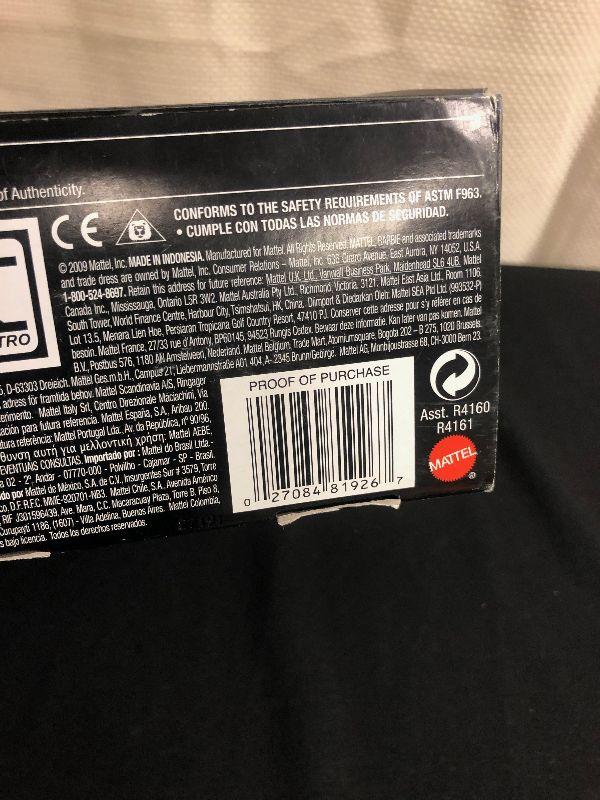 of Authenticity.
CE
CONFORMS TO THE SAFETY REQUIREMENTS OF ASTM F963.
• CUMPLE CON TODAS LAS NORMAS DE SEGURIDAD.
© 2009 Mattel, Inc. MADE IN INDONESIA. Manufactured for Mattel. All Rights Reserved. MATTEL, BARBIE and associated trademarks
and trade dress are owned by Mattel, Inc. Consumer Relations – Mattel, Inc. 636 Girard Avenue, East Aurora, NY 14052, U.S.A.
1-800-524-8697. Retain this address for future reference: Mattel U.K. Ltd., Vanwall Business Park, Maidenhead SL6 4UB. Mattel
Canada Inc., Mississauga, Ontario L5R 3W2. Mattel Australia Pty Ltd., Richmond, Victoria. 3121. Mattel East Asia Ltd., Room 1106,
South Tower, World Finance Centre, Harbour City, Tsimshatsui, HK, China. Diimport & Diedarkan Oleh: Mattel SEA Ptd Ltd. (993532-P)
Lot 13.5, Menara Lien Hoe, Persiaran Tropicana Golf Country Resort, 47410 PJ. Conserver cette adresse pour s'y référer en cas de
besoin. Mattel France, 27/33 rue d'Antony, BP60145, 94523 Rungis Cedex. Bewaar deze informatie. Kan later van pas komen. Mattel
B.V., Postbus 576, 1180 AN Amstelveen, Nederland. Mattel Belgium, Trade Mart, Atomiumsquare, Bogota 202 – B 275, 1020 Brussels.
D-63303 Dreieich. Mattel Ges.m.b.H., Campus 21, Liebermannstraße A01 404, A-2345 Brunn/Gebirge. Mattel AG, Monbijoustrasse 68, CH-3000 Bern 23.
adress för framtida behov. Mattel Scandinavia A/S, Ringager
Mattel Italy Srl, Centro Direzionale Maciachini, Via
para futura referencia. Mattel España, S.A., Aribau 200.
futura referência: Mattel Portugal Lda., Av. da República, nº 90/96,
αυτή για μελλοντική χρήση: Mattel AEBE,
EVENTUAIS CONSULTAS. Importado por : Mattel do Brasil Ltda.-
02 - 2º Andar - 07770-000 - Polvilho - Cajamar - SP – Brasil.
por Mattel de México, S.A. de C.V., Insurgentes Sur # 3579, Torre
D.F. R.F.C. MME-920701-NB3. Mattel Chile, S.A., Avenida América
RIF J301596439, Ave. Mara, C.C. Macaracuay Plaza, Torre B, Piso 8,
Curupaytí 1186, (1607) - Villa Adelina, Buenos Aires. Mattel Colombia,
bajo licencia. Todos los derechos reservados.
TRO
PROOF OF PURCHASE
0 27084 81926 7
Asst. R4160
R4161
MATTEL
®